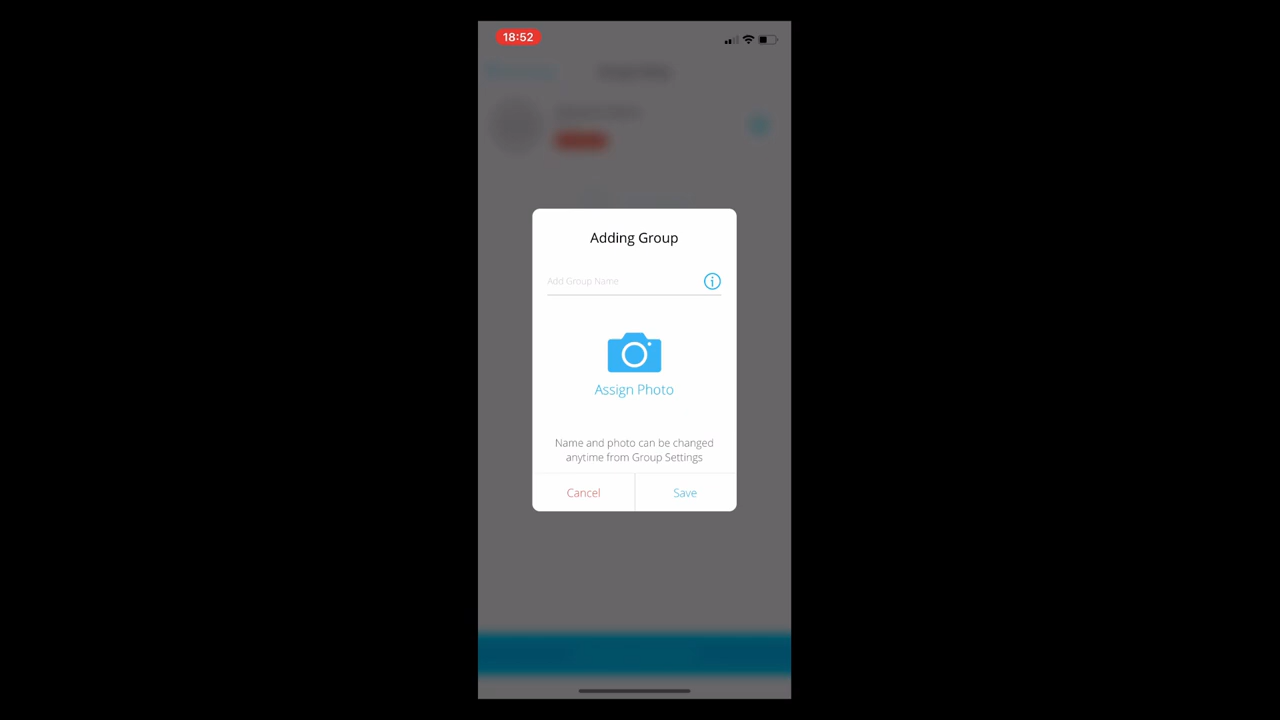 18:52
Adding Group
Add Group Name
Assign Photo
Name and photo can be changed
anytime from Group Settings
Cancel
Save